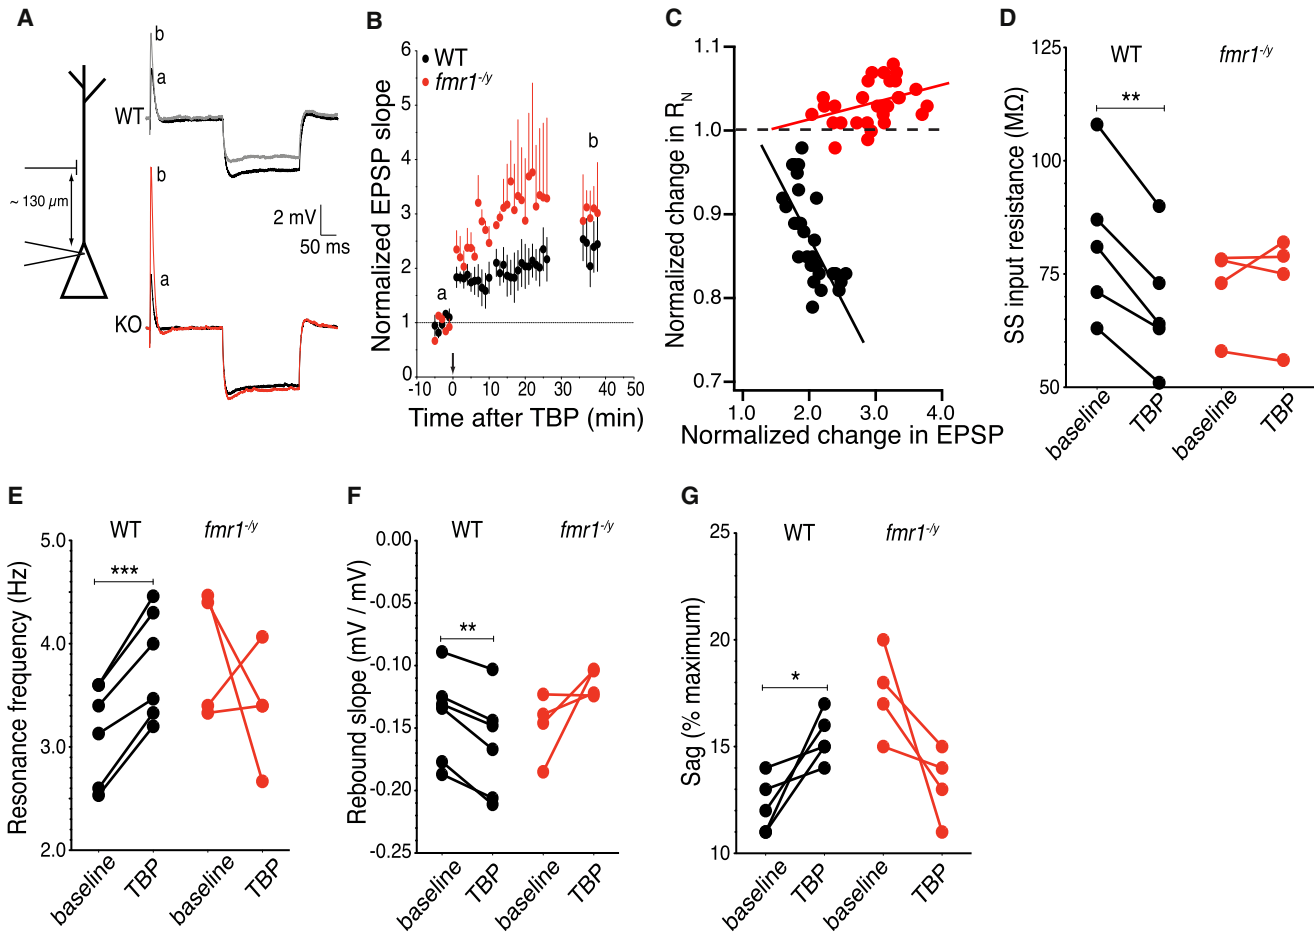 A
b
a
WT
b
~ 130 µm
2 mV
50 ms
a
KO
B
6
5
4
3
2
1
0
WT
fmr1-/y
b
a
Normalized EPSP slope
-10 0 10 20 30 40 50
Time after TBP (min)
C
1.1
1.0
0.9
0.8
0.7
Normalized change in RN
1.0 2.0 3.0 4.0
Normalized change in EPSP
D
WT fmr1-/y
**
125
100
75
50
SS input resistance (MΩ)
baseline TBP baseline TBP
E
WT fmr1-/y
***
5.0
4.0
3.0
2.0
Resonance frequency (Hz)
baseline TBP baseline TBP
F
WT fmr1-/y
**
0.00
-0.05
-0.10
-0.15
-0.20
-0.25
Rebound slope (mV / mV)
baseline TBP baseline TBP
G
WT fmr1-/y
*
25
20
15
10
Sag (% maximum)
baseline TBP baseline TBP